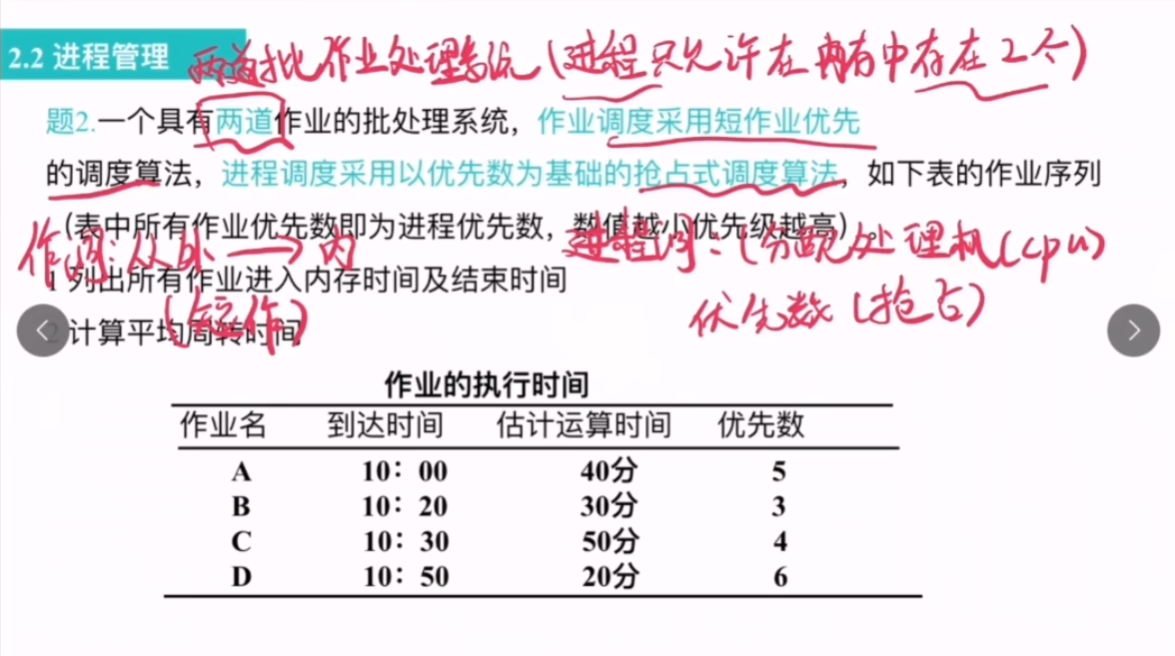 2.2 进程管理
两道批作业处理系统(进程只允许在内存中存在2个)
题2.一个具有两道作业的批处理系统，作业调度采用短作业优先
的调度算法，进程调度采用以优先数为基础的抢占式调度算法，如下表的作业序列
(表中所有作业优先数即为进程优先数，数值越小优先级越高)。
作调:从外→内
进程调:(分配处理机(cpu)
1 列出所有作业进入内存时间及结束时间
(短作)
优先数(抢占)
2 计算平均周转时间
作业的执行时间
作业名 到达时间 估计运算时间 优先数
A 10：00 40分 5
B 10：20 30分 3
C 10：30 50分 4
D 10：50 20分 6